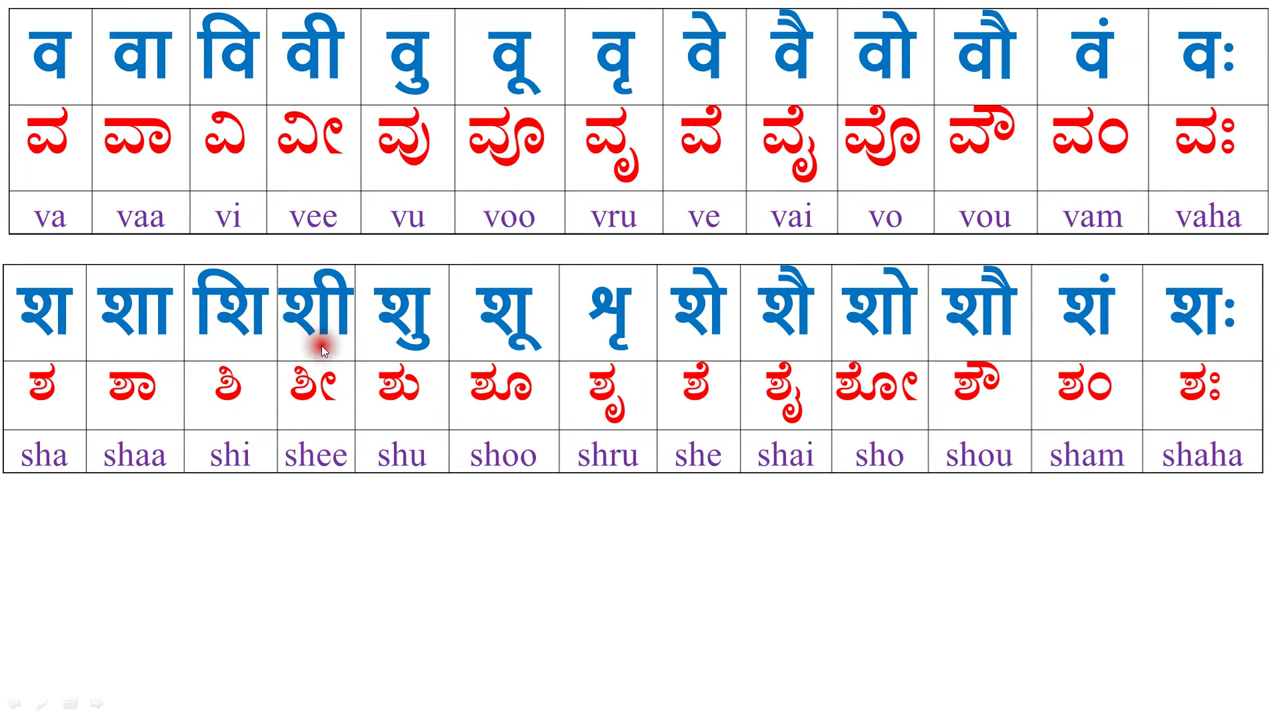 व वा वि वी वु वू वृ वे वै वो वौ वं वः
ವ ವಾ ವಿ ವೀ ವು ವೂ ವೃ ವೆ ವೈ ವೊ ವೌ ವಂ ವಃ
va vaa vi vee vu voo vru ve vai vo vou vam vaha
श शा शि शी शु शू शृ शे शै शो शौ शं शः
ಶ ಶಾ ಶಿ ಶೀ ಶು ಶೂ ಶೃ ಶೆ ಶೈ ಶೋ ಶೌ ಶಂ ಶಃ
sha shaa shi shee shu shoo shru she shai sho shou sham shaha